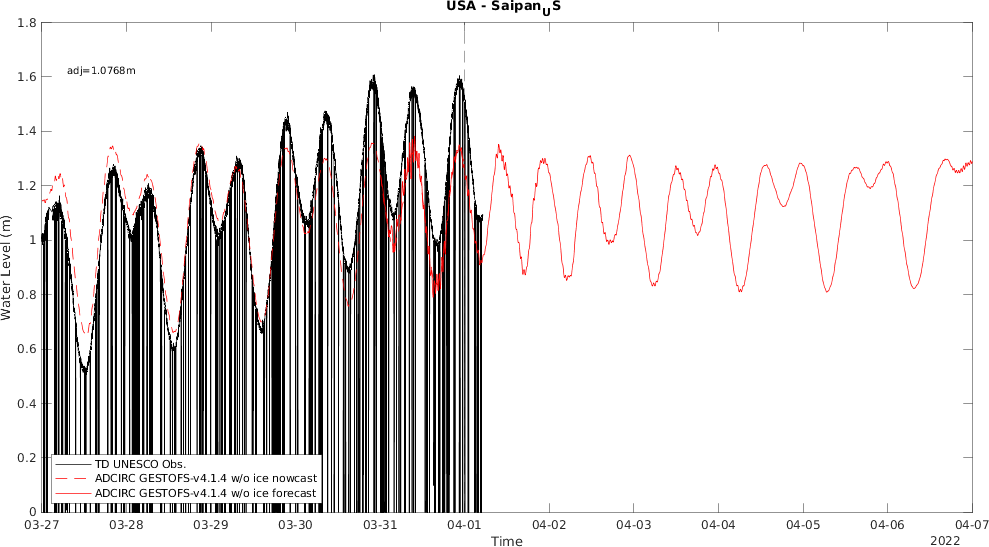 USA - SaipanUS
adj=1.0768m
Water Level (m)
1.8
1.6
1.4
1.2
1
0.8
0.6
0.4
0.2
0
TD UNESCO Obs.
ADCIRC GESTOFS-v4.1.4 w/o ice nowcast
ADCIRC GESTOFS-v4.1.4 w/o ice forecast
03-27 03-28 03-29 03-30 03-31 04-01 04-02 04-03 04-04 04-05 04-06 04-07
Time
2022